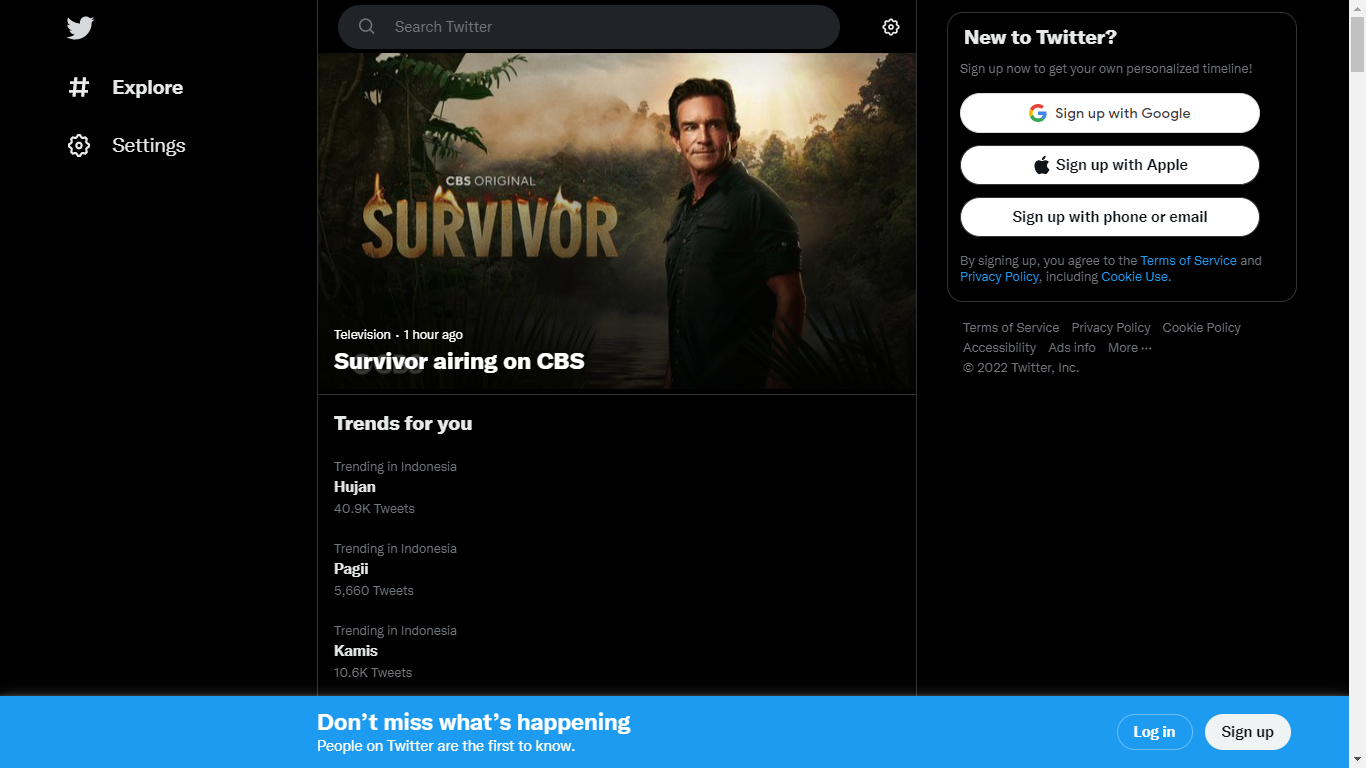 Explore
Settings
Search Twitter
CBS ORIGINAL
SURVIVOR
Television · 1 hour ago
Survivor airing on CBS
Trends for you
Trending in Indonesia
Hujan
40.9K Tweets
Trending in Indonesia
Pagii
5,660 Tweets
Trending in Indonesia
Kamis
10.6K Tweets
New to Twitter?
Sign up now to get your own personalized timeline!
Sign up with Google
Sign up with Apple
Sign up with phone or email
By signing up, you agree to the Terms of Service and
Privacy Policy, including Cookie Use.
Terms of Service Privacy Policy Cookie Policy
Accessibility Ads info More ···
© 2022 Twitter, Inc.
Don’t miss what’s happening
People on Twitter are the first to know.
Log in
Sign up